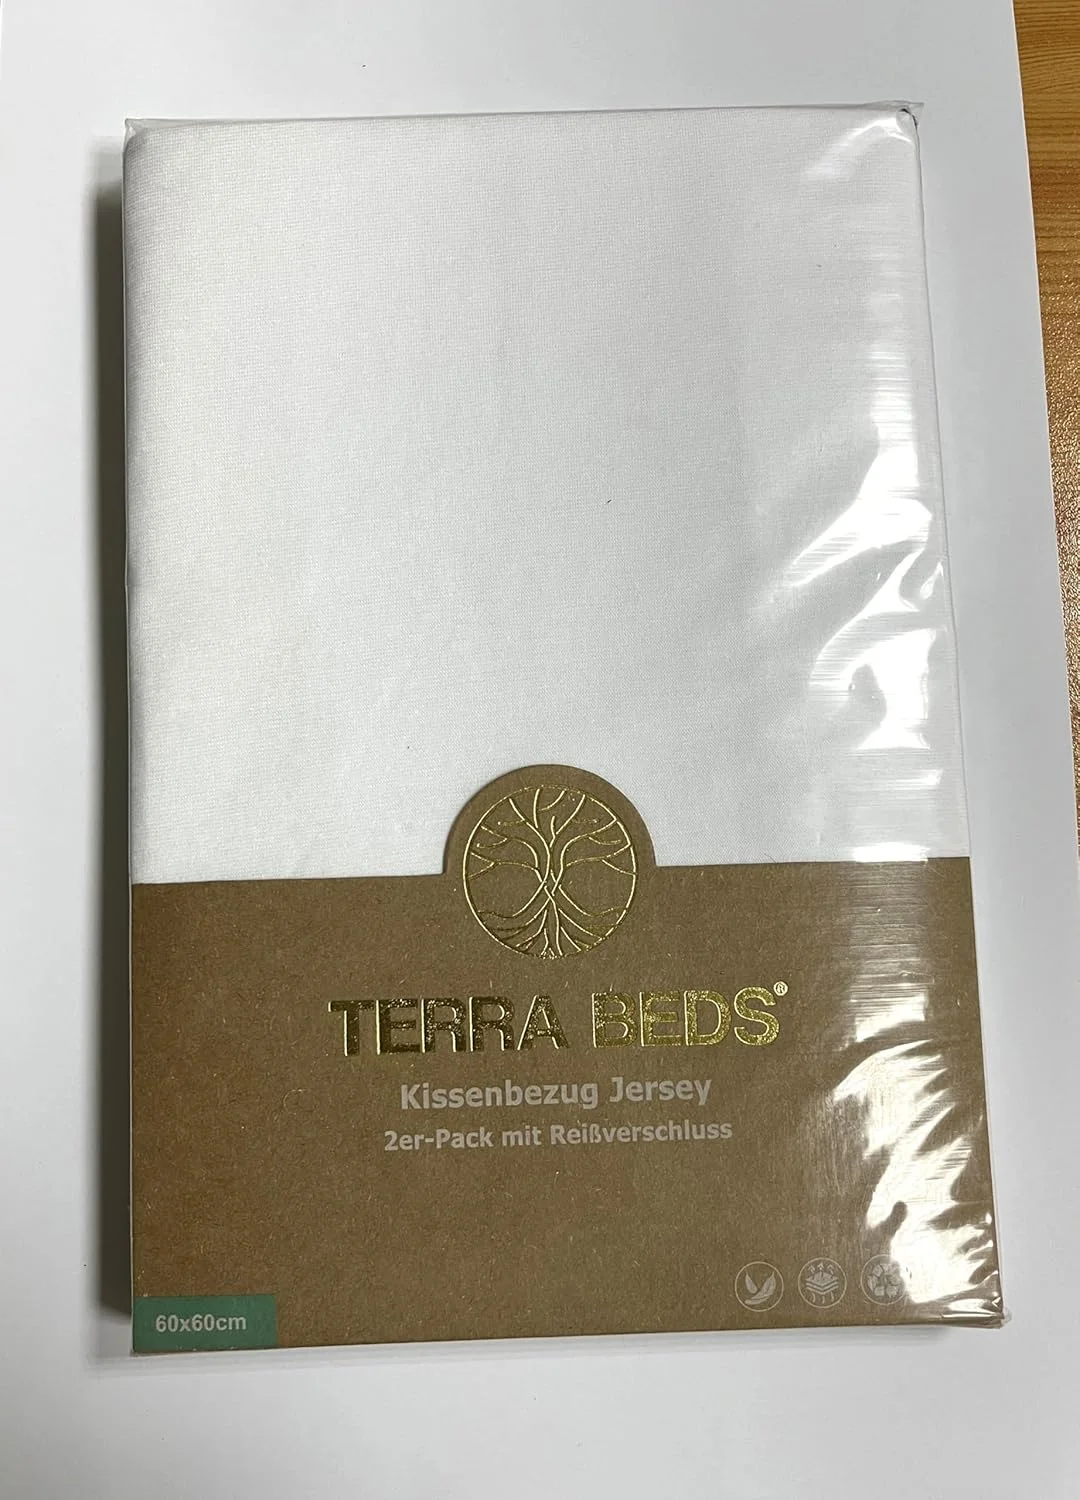 TERRA BEDS®
Kissenbezug Jersey
2er-Pack mit Reißverschluss
60x60cm